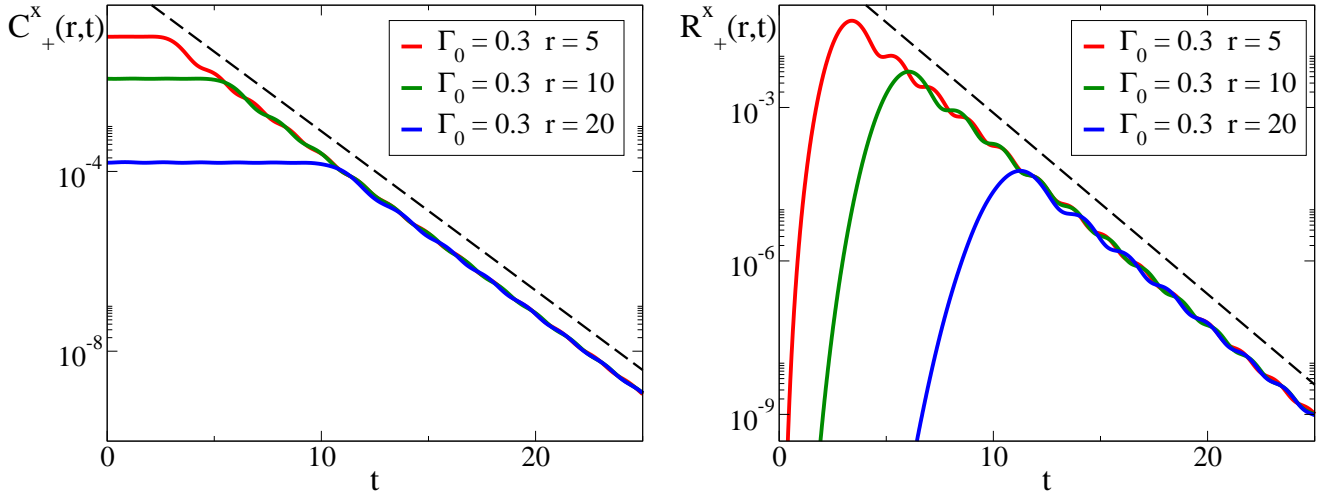 C^x_+(r,t)
Γ_0 = 0.3 r = 5
Γ_0 = 0.3 r = 10
Γ_0 = 0.3 r = 20
10^-4
10^-8
0 10 20
t
R^x_+(r,t)
Γ_0 = 0.3 r = 5
Γ_0 = 0.3 r = 10
Γ_0 = 0.3 r = 20
10^-3
10^-6
10^-9
0 10 20
t